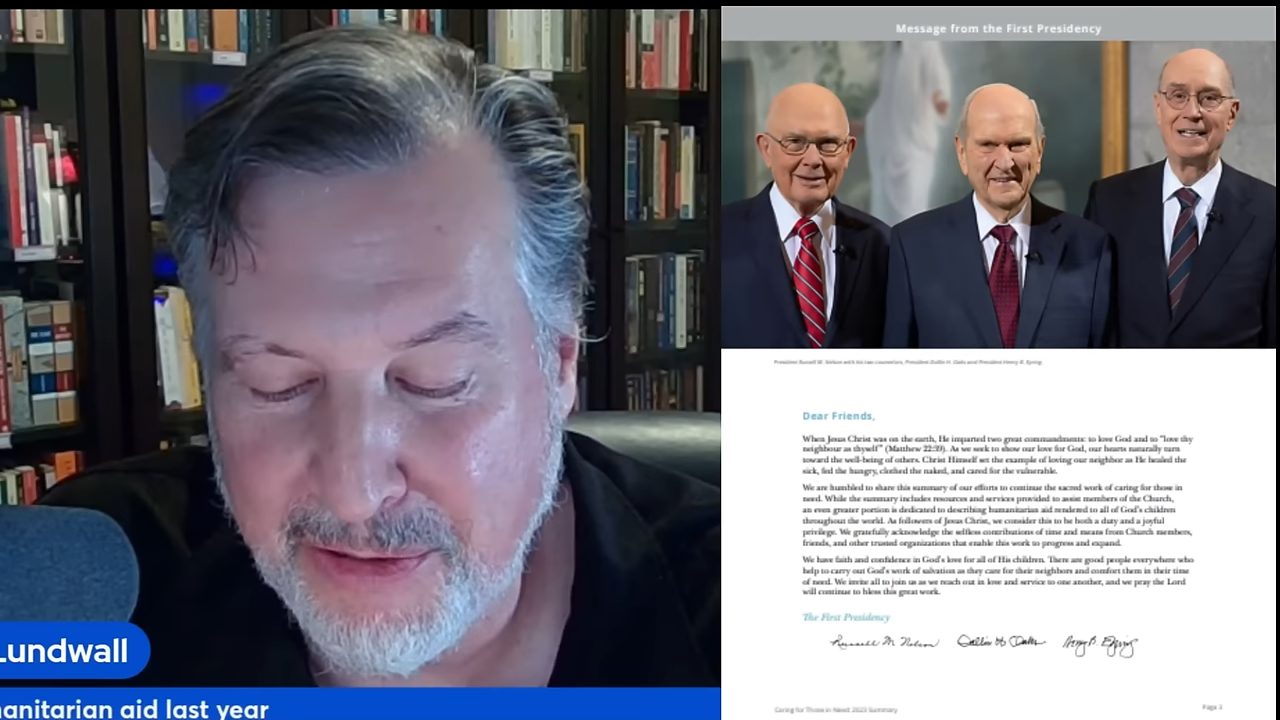 Lundwall
anitarian aid last year
Message from the First Presidency
President Russell M. Nelson with his two counselors, President Dallin H. Oaks and President Henry B. Eyring
Dear Friends,
When Jesus Christ was on the earth, He imparted two great commandments: to love God and to “love thy
neighbour as thyself” (Matthew 22:39). As we seek to show our love for God, our hearts naturally turn
toward the well-being of others. Christ Himself set the example of loving our neighbor as He healed the
sick, fed the hungry, clothed the naked, and cared for the vulnerable.
We are humbled to share this summary of our efforts to continue the sacred work of caring for those in
need. While the summary includes resources and services provided to assist members of the Church,
an even greater portion is dedicated to describing humanitarian aid rendered to all of God’s children
throughout the world. As followers of Jesus Christ, we consider this to be both a duty and a joyful
privilege. We gratefully acknowledge the selfless contributions of time and means from Church members,
friends, and other trusted organizations that enable this work to progress and expand.
We have faith and confidence in God’s love for all of His children. There are good people everywhere who
help to carry out God’s work of salvation as they care for their neighbors and comfort them in their time
of need. We invite all to join us as we reach out in love and service to one another, and we pray the Lord
will continue to bless this great work.
The First Presidency
Russell M. Nelson Dallin H. Oaks Henry B. Eyring
Caring for Those in Need: 2023 Summary
Page 3